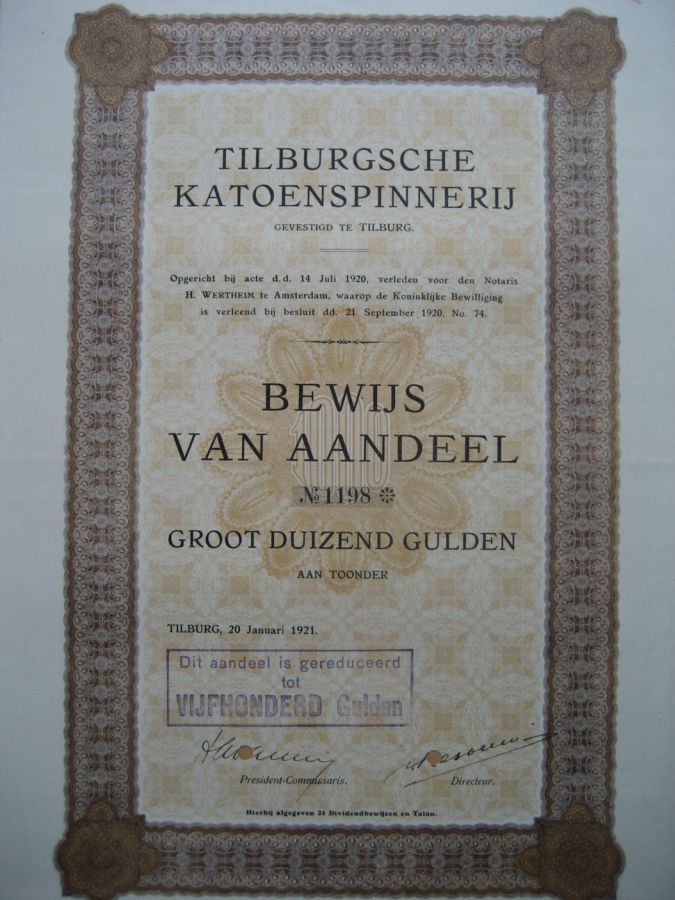 TILBURGSCHE
KATOENSPINNERIJ
GEVESTIGD TE TILBURG.
Opgericht bij acte d.d. 14 Juli 1920, verleden voor den Notaris
H. WERTHEIM te Amsterdam, waarop de Koninklijke Bewilliging
is verleend bij besluit dd. 21 September 1920, No. 74.
BEWIJS
VAN AANDEEL
№ 1198
GROOT DUIZEND GULDEN
AAN TOONDER
TILBURG, 20 Januari 1921.
Dit aandeel is gereduceerd
tot
VIJFHONDERD Gulden
President-Commissaris.
Directeur.
Hierbij afgegeven 25 Dividendbewijzen en Talon.